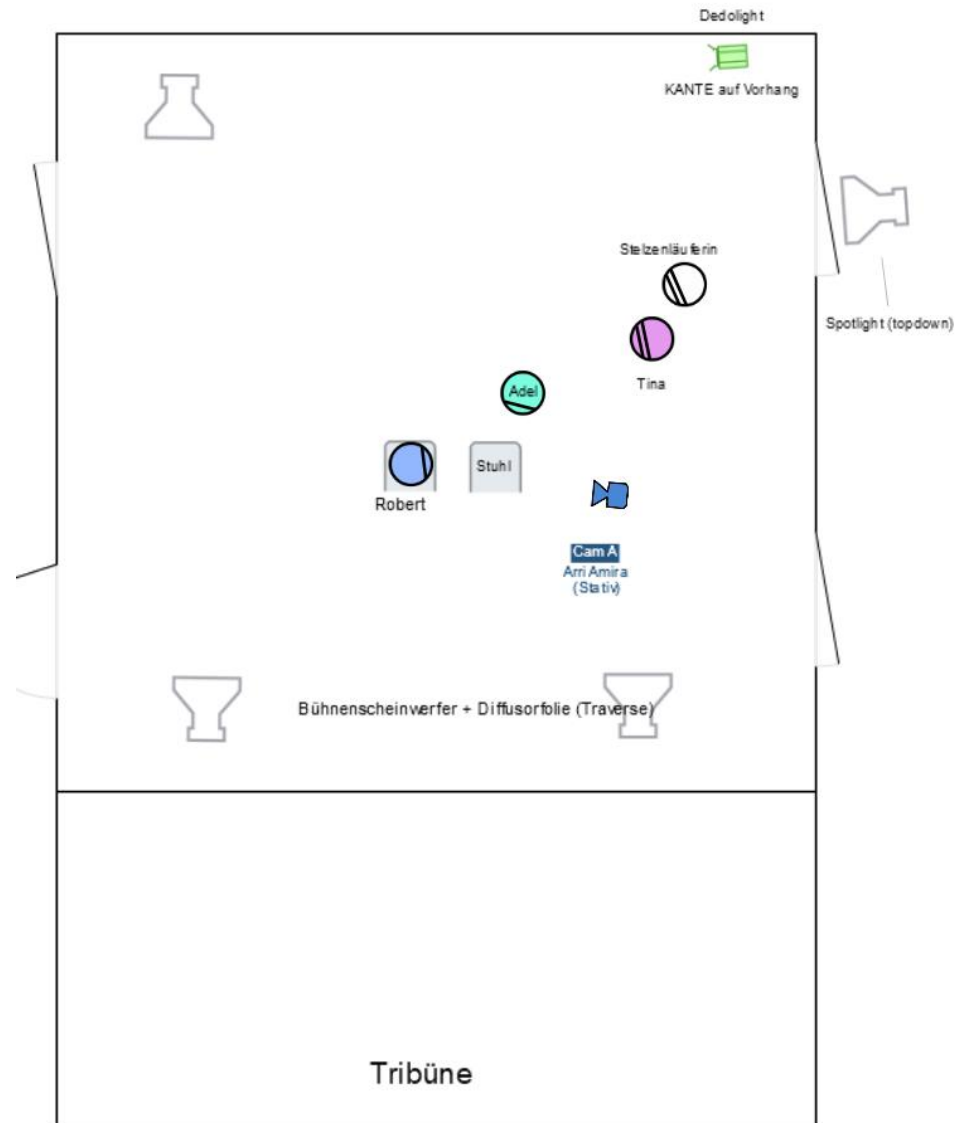 Dedolight
KANTE auf Vorhang
Stelzenläuferin
Spotlight (topdown)
Tina
Adel
Stuhl
Robert
Cam A
Arri Amira
(Stativ)
Bühnenscheinwerfer + Diffusorfolie (Traverse)
Tribüne